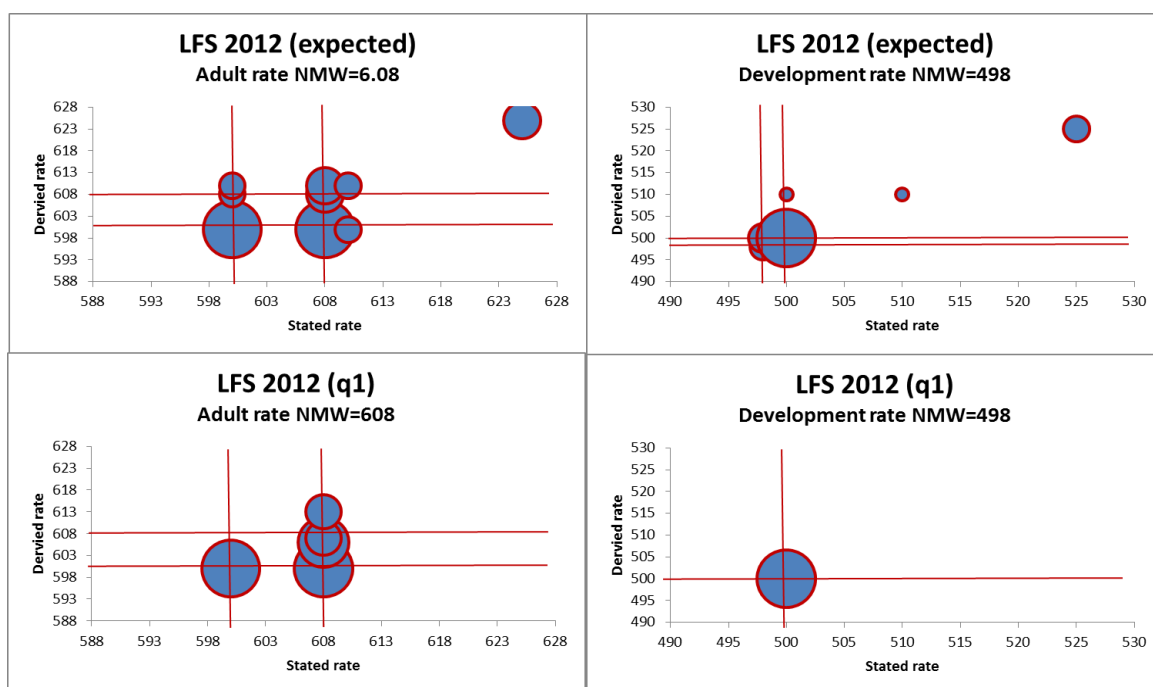 LFS 2012 (expected)
Adult rate NMW=6.08
Dervied rate
628
623
618
613
608
603
598
593
588
588 593 598 603 608 613 618 623 628
Stated rate
LFS 2012 (expected)
Development rate NMW=498
Dervied rate
530
525
520
515
510
505
500
495
490
490 495 500 505 510 515 520 525 530
Stated rate
LFS 2012 (q1)
Adult rate NMW=608
Dervied rate
628
623
618
613
608
603
598
593
588
588 593 598 603 608 613 618 623 628
Stated rate
LFS 2012 (q1)
Development rate NMW=498
Dervied rate
530
525
520
515
510
505
500
495
490
490 495 500 505 510 515 520 525 530
Stated rate